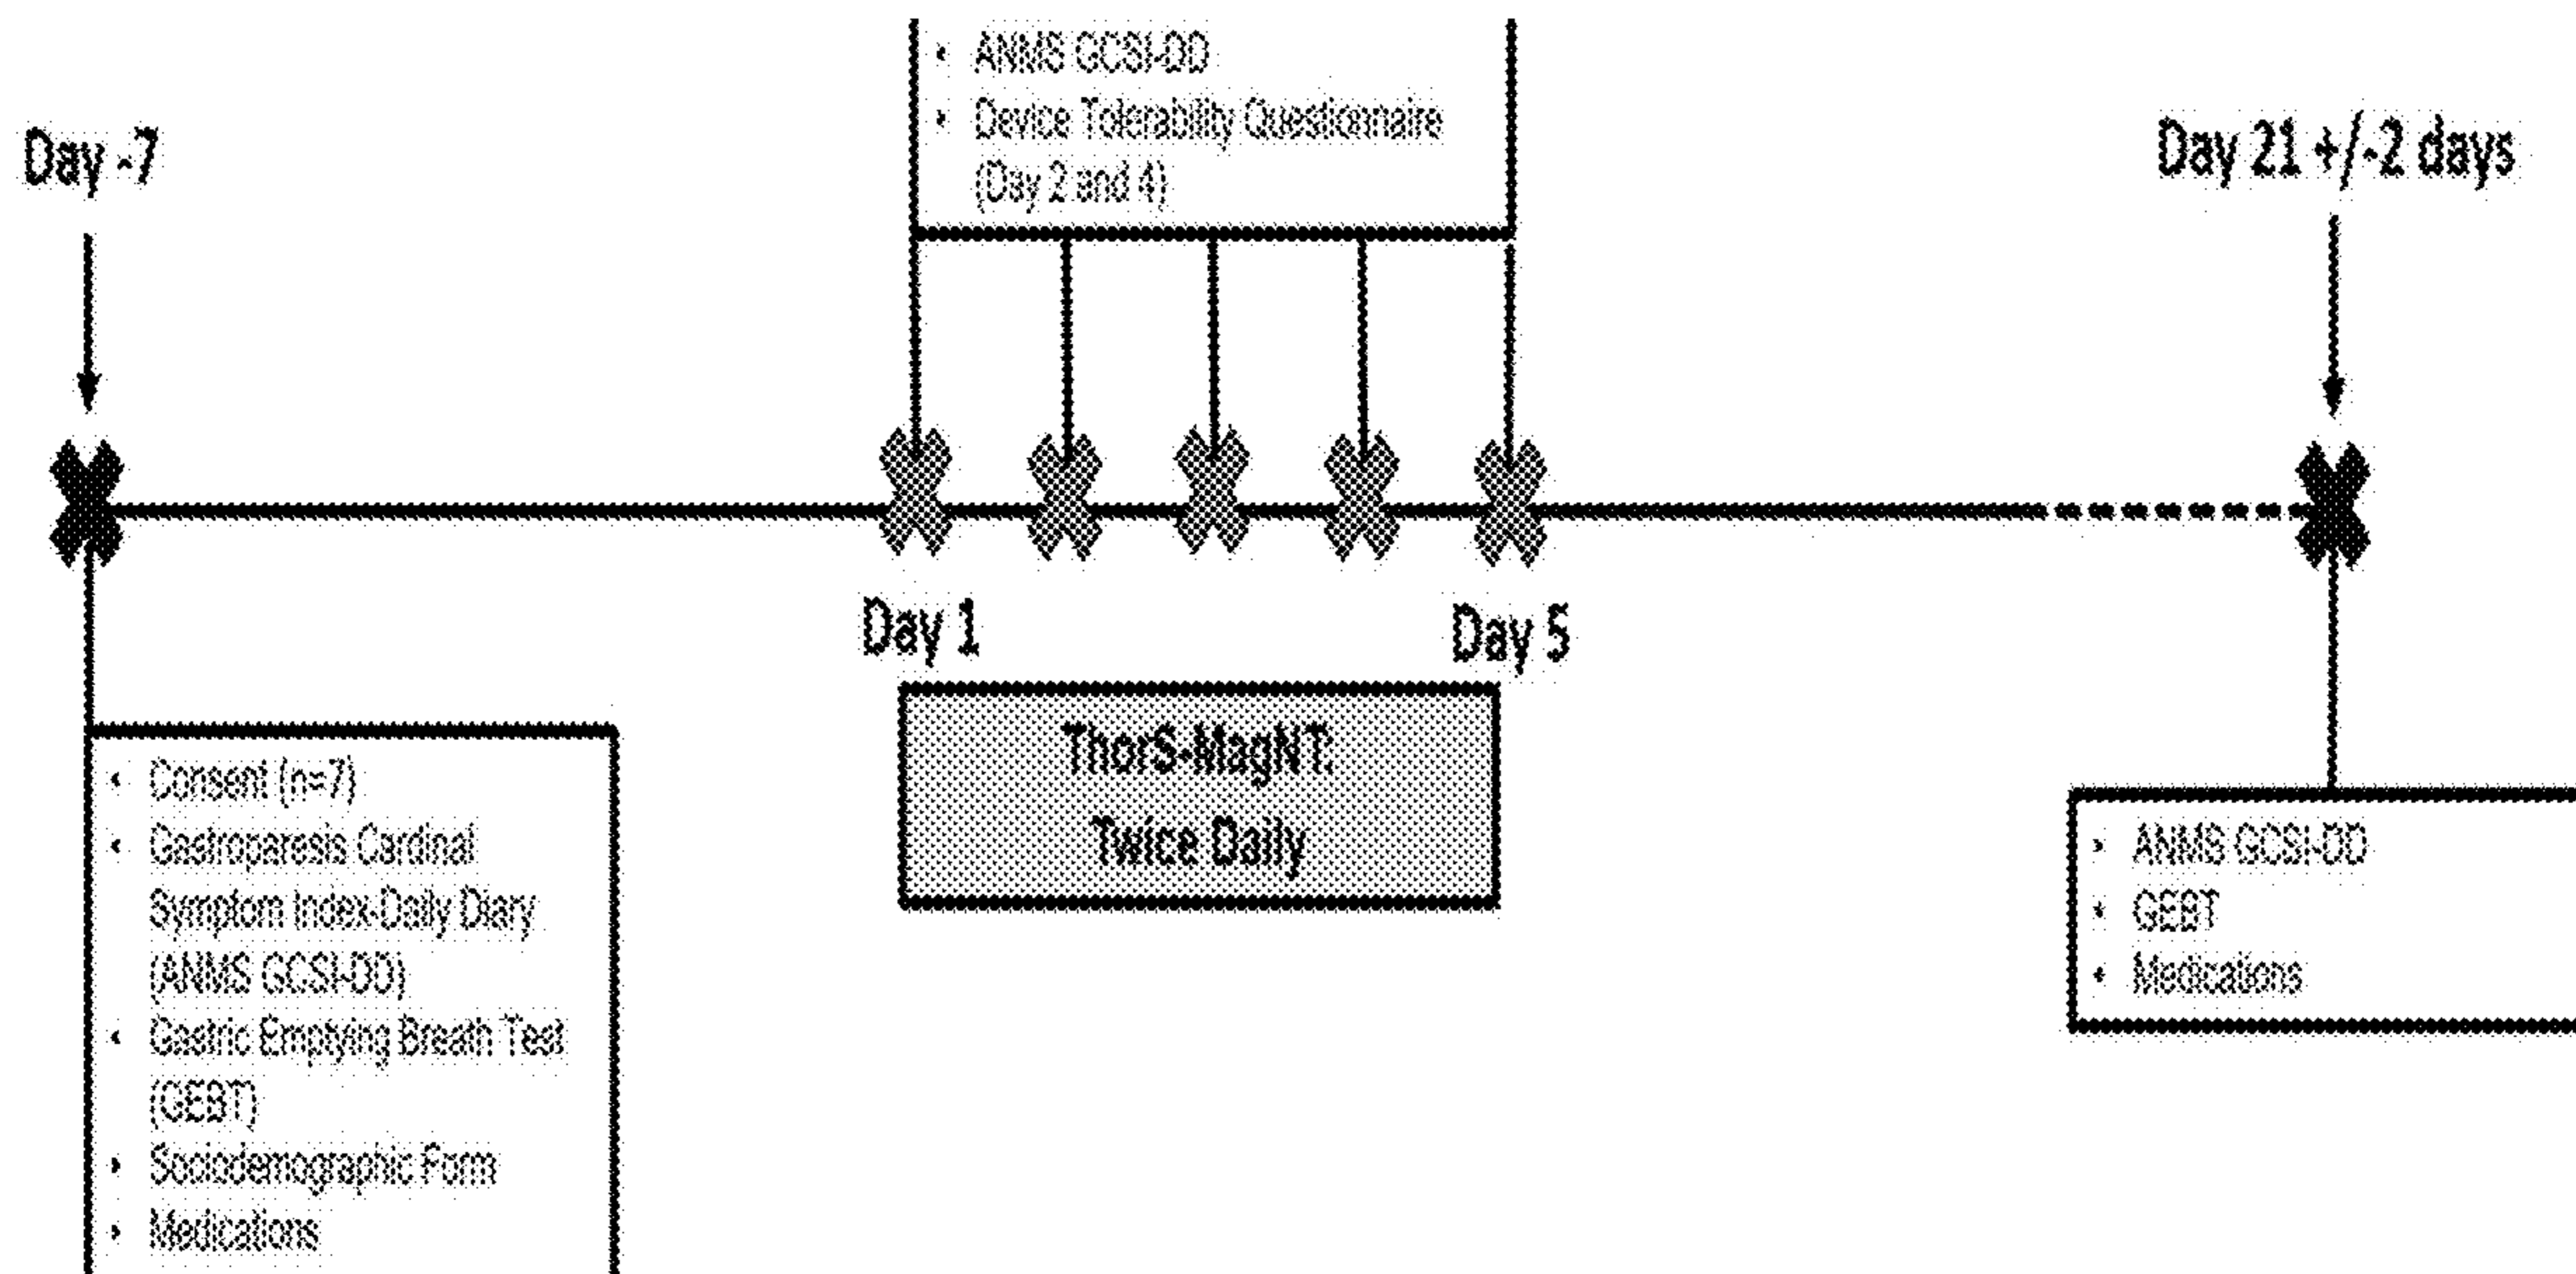 ANMS GCSI-DD
Device Tolerability Questionnaire
(Day 2 and 4)
Day -7
Day 21 +/-2 days
Day 1
Day 5
ThorS-MagNT
Twice Daily
Consent (n=7)
Gastroparesis Cardinal
Symptom Index-Daily Diary
(ANMS GCSI-DD)
Gastric Emptying Breath Test
(GEBT)
Sociodemographic Form
Medications
ANMS GCSI-DD
GEBT
Medications